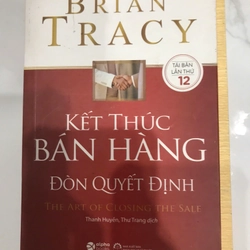 BRIAN
TRACY
TÁI BẢN
LẦN THỨ
12
KẾT THÚC
BÁN HÀNG
ĐÒN QUYẾT ĐỊNH
THE ART OF CLOSING THE SALE
Thanh Huyền, Thu Trang dịch
alpha